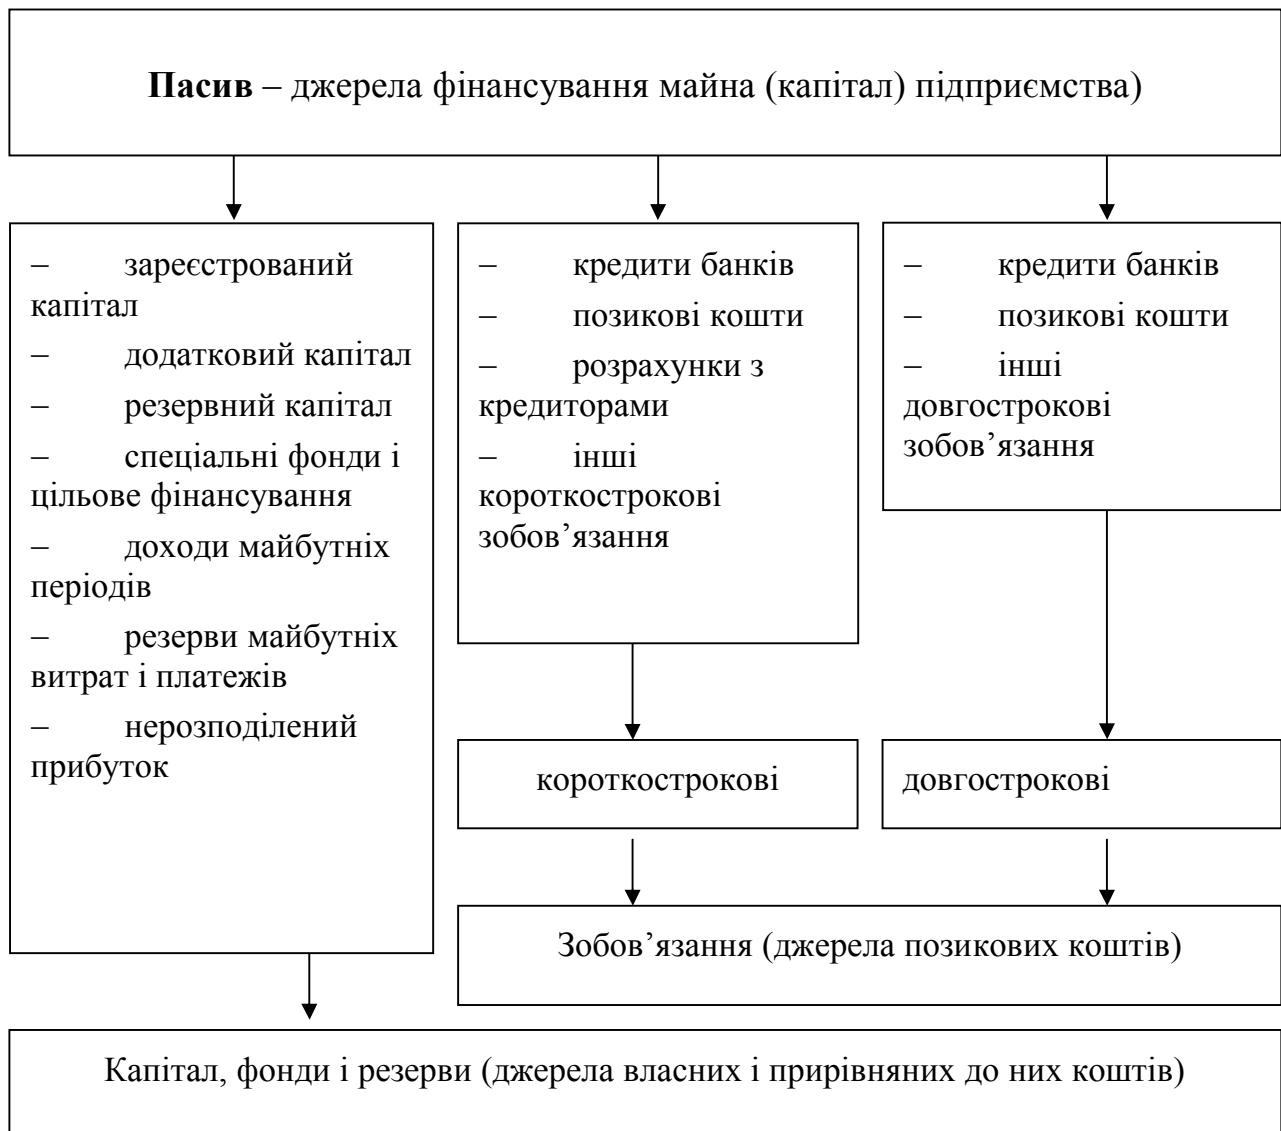 Пасив – джерела фінансування майна (капітал) підприємства)
– зареєстрований
капітал
– додатковий капітал
– резервний капітал
– спеціальні фонди і
цільове фінансування
– доходи майбутніх
періодів
– резерви майбутніх
витрат і платежів
– нерозподілений
прибуток
– кредити банків
– позикові кошти
– розрахунки з
кредиторами
– інші
короткострокові
зобов’язання
– кредити банків
– позикові кошти
– інші
довгострокові
зобов’язання
короткострокові
довгострокові
Зобов’язання (джерела позикових коштів)
Капітал, фонди і резерви (джерела власних і прирівняних до них коштів)